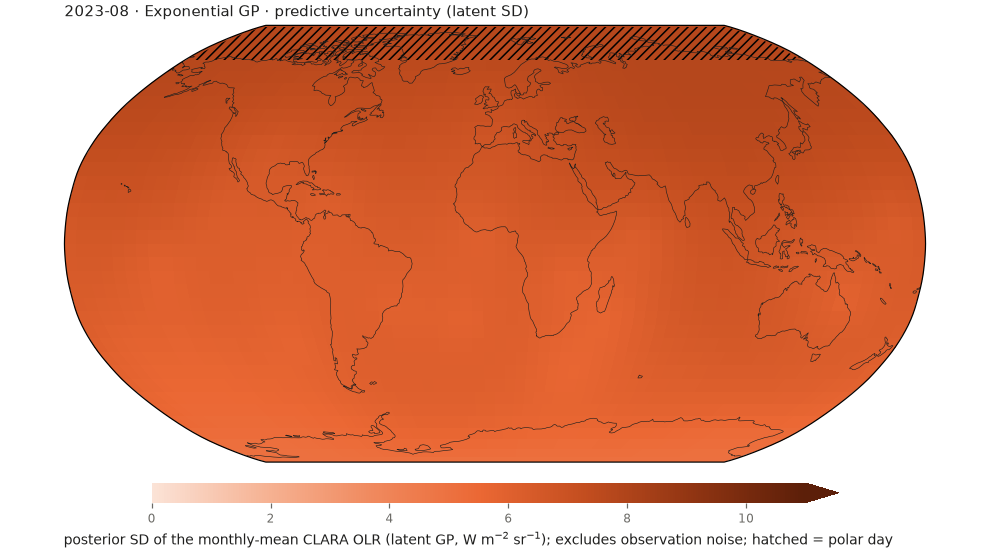 2023-08 · Exponential GP · predictive uncertainty (latent SD)
0 2 4 6 8 10
posterior SD of the monthly-mean CLARA OLR (latent GP, W m⁻² sr⁻¹); excludes observation noise; hatched = polar day